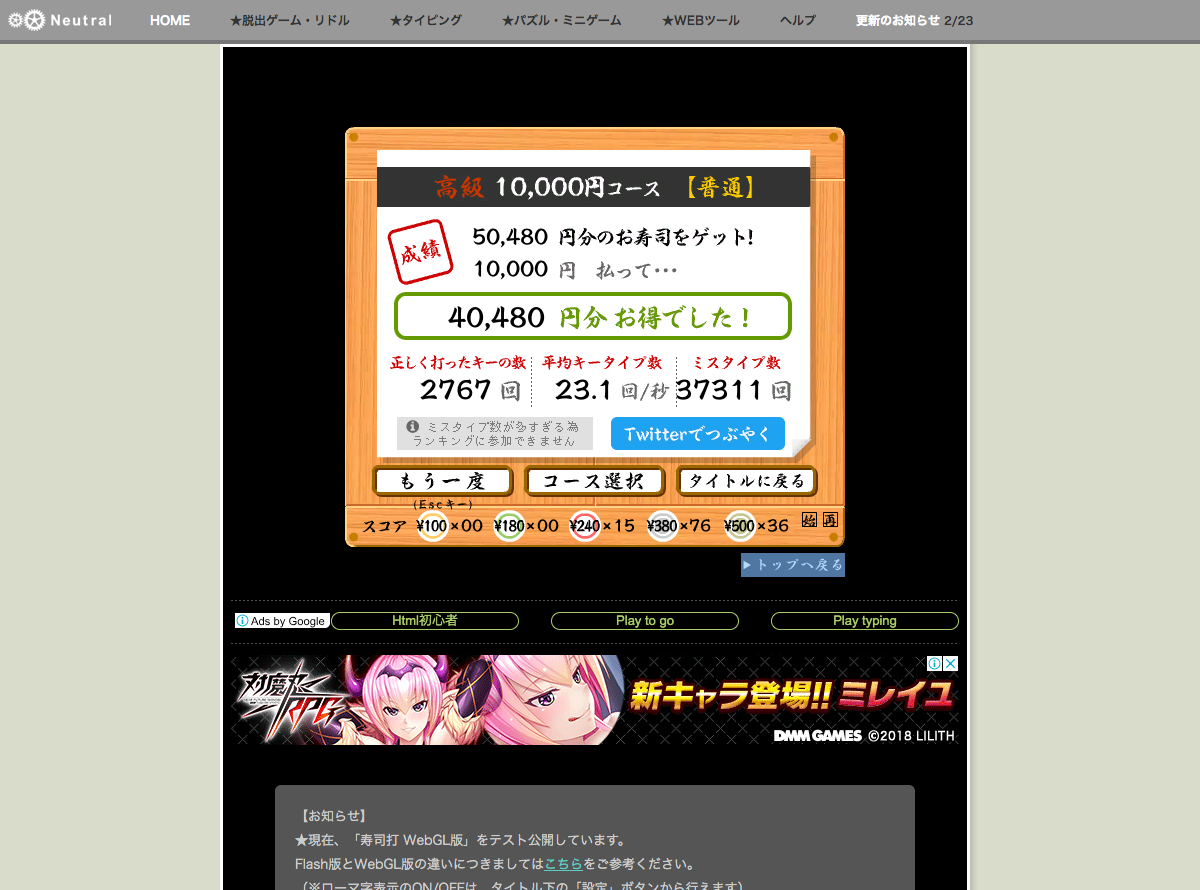 Neutral HOME ★脱出ゲーム・リドル ★タイピング ★パズル・ミニゲーム ★WEBツール ヘルプ 更新のお知らせ 2/23
高級 10,000円コース 【普通】
成績
50,480 円分のお寿司をゲット!
10,000 円 払って・・・
40,480 円分 お得でした!
正しく打ったキーの数 平均キータイプ数 ミスタイプ数
2767 回 23.1 回/秒 37311 回
ミスタイプ数が多すぎる為
ランキングに参加できません
Twitterでつぶやく
もう一度 コース選択 タイトルに戻る
(Escキー)
スコア ¥100×00 ¥180×00 ¥240×15 ¥380×76 ¥500×36 始 再
トップへ戻る
Ads by Google Html初心者 Play to go Play typing
対魔忍RPG
新キャラ登場!! ミレイユ
DMM GAMES ©2018 LILITH
【お知らせ】
★現在、「寿司打 WebGL版」をテスト公開しています。
Flash版とWebGL版の違いにつきましてはこちらをご参考ください。
(※ローマ字表示のON/OFFは、タイトル下の「設定」ボタンから行えます)